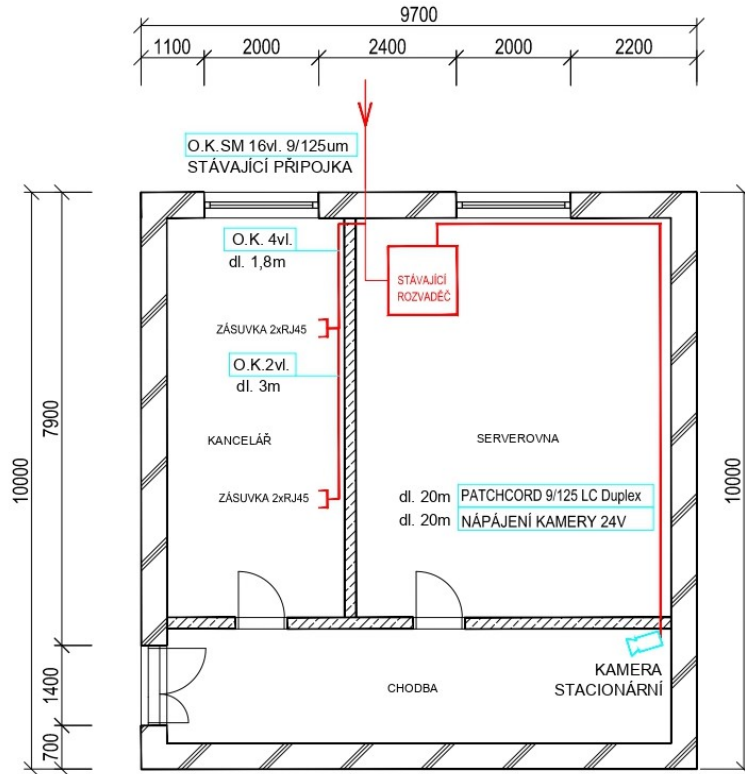 9700
1100 2000 2400 2000 2200
O.K.SM 16vl. 9/125um
STÁVAJÍCÍ PŘIPOJKA
O.K. 4vl.
dl. 1,8m
STÁVAJÍCÍ
ROZVADĚČ
ZÁSUVKA 2xRJ45
O.K.2vl.
dl. 3m
KANCELÁŘ
SERVEROVNA
ZÁSUVKA 2xRJ45
dl. 20m PATCHCORD 9/125 LC Duplex
dl. 20m NÁPÁJENÍ KAMERY 24V
KAMERA
STACIONÁRNÍ
CHODBA
10000
7900
1400
700
10000